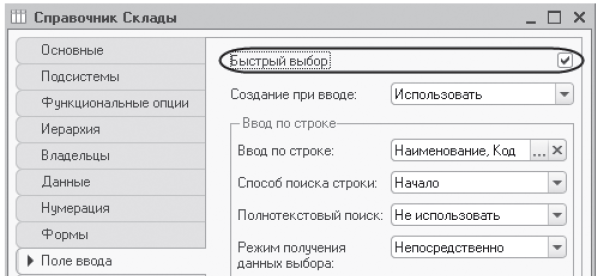 Справочник Склады
Основные
Подсистемы
Функциональные опции
Иерархия
Владельцы
Данные
Нумерация
Формы
Поле ввода
Быстрый выбор
Создание при вводе: Использовать
Ввод по строке
Ввод по строке: Наименование, Код ...
Способ поиска строки: Начало
Полнотекстовый поиск: Не использовать
Режим получения Непосредственно
данных выбора: